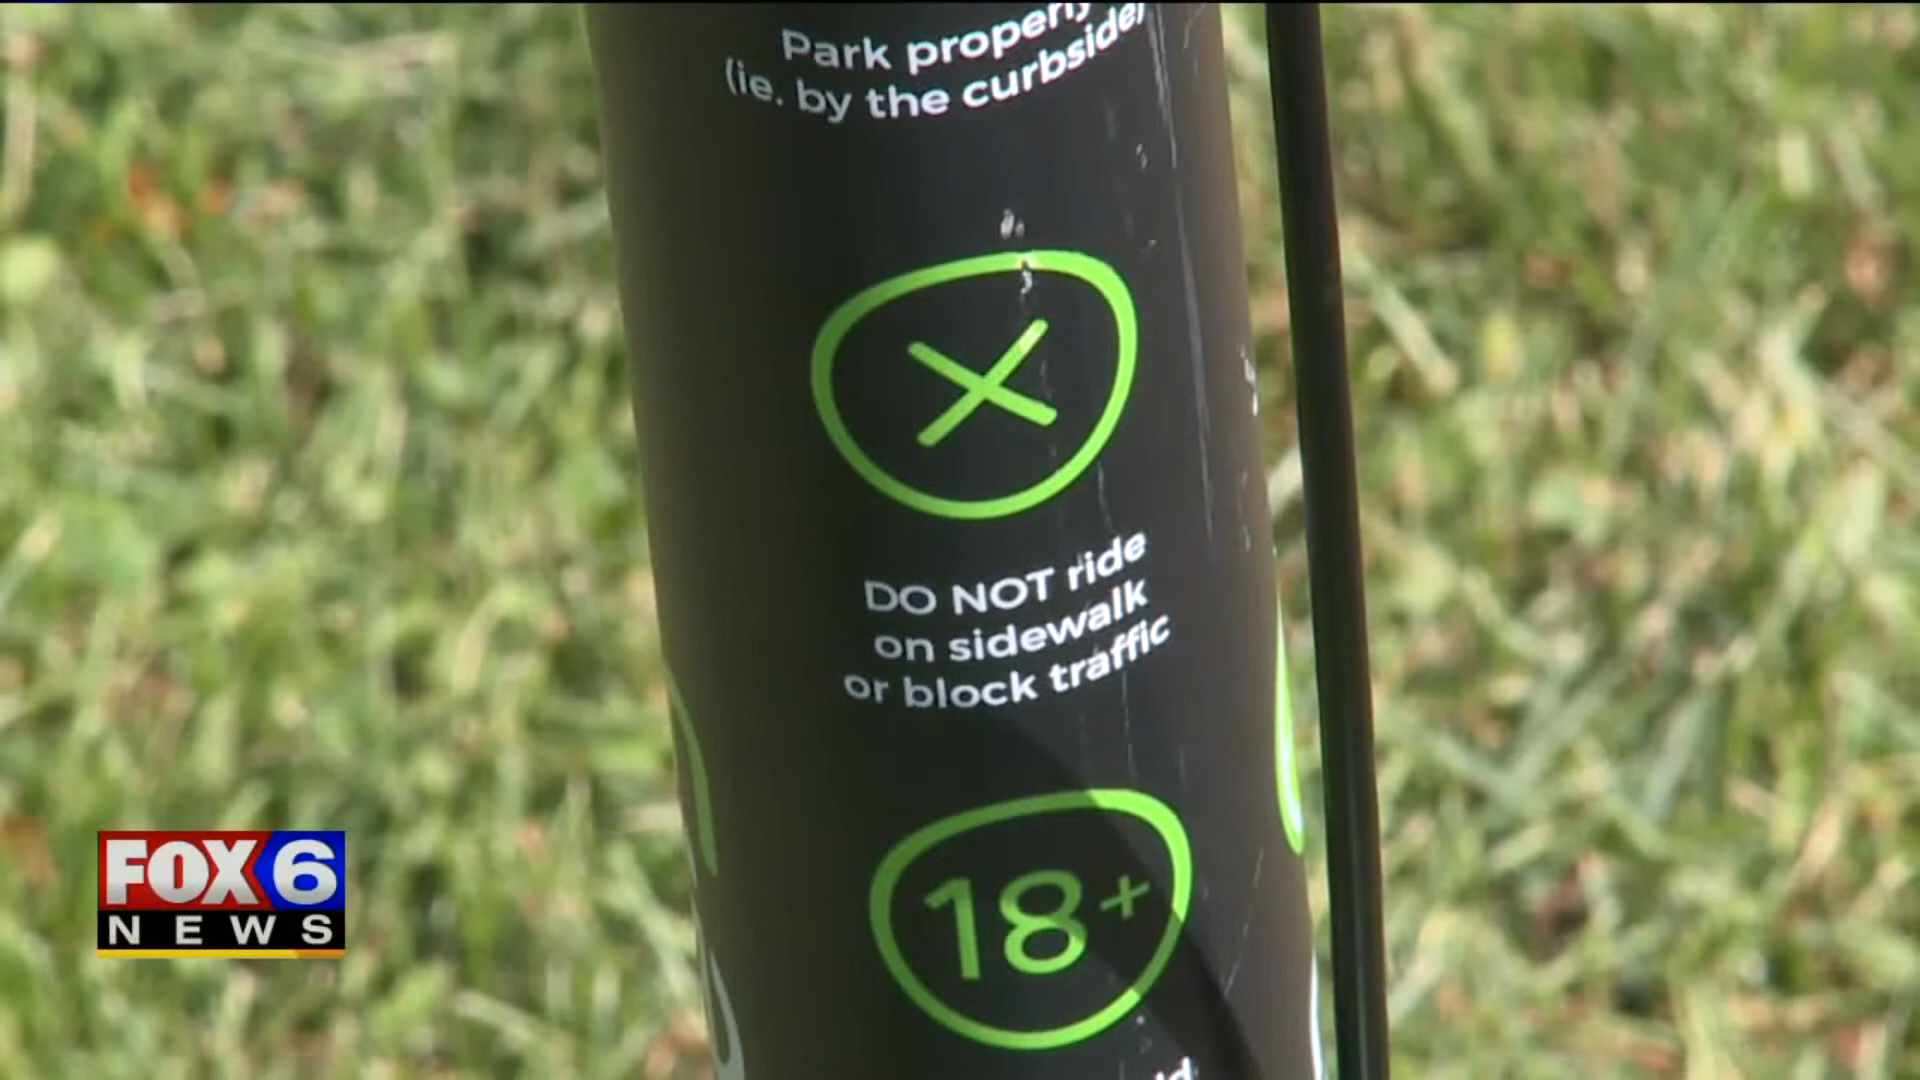 Park properly
(ie. by the curbside)
DO NOT ride
on sidewalk
or block traffic
18+
FOX 6
NEWS